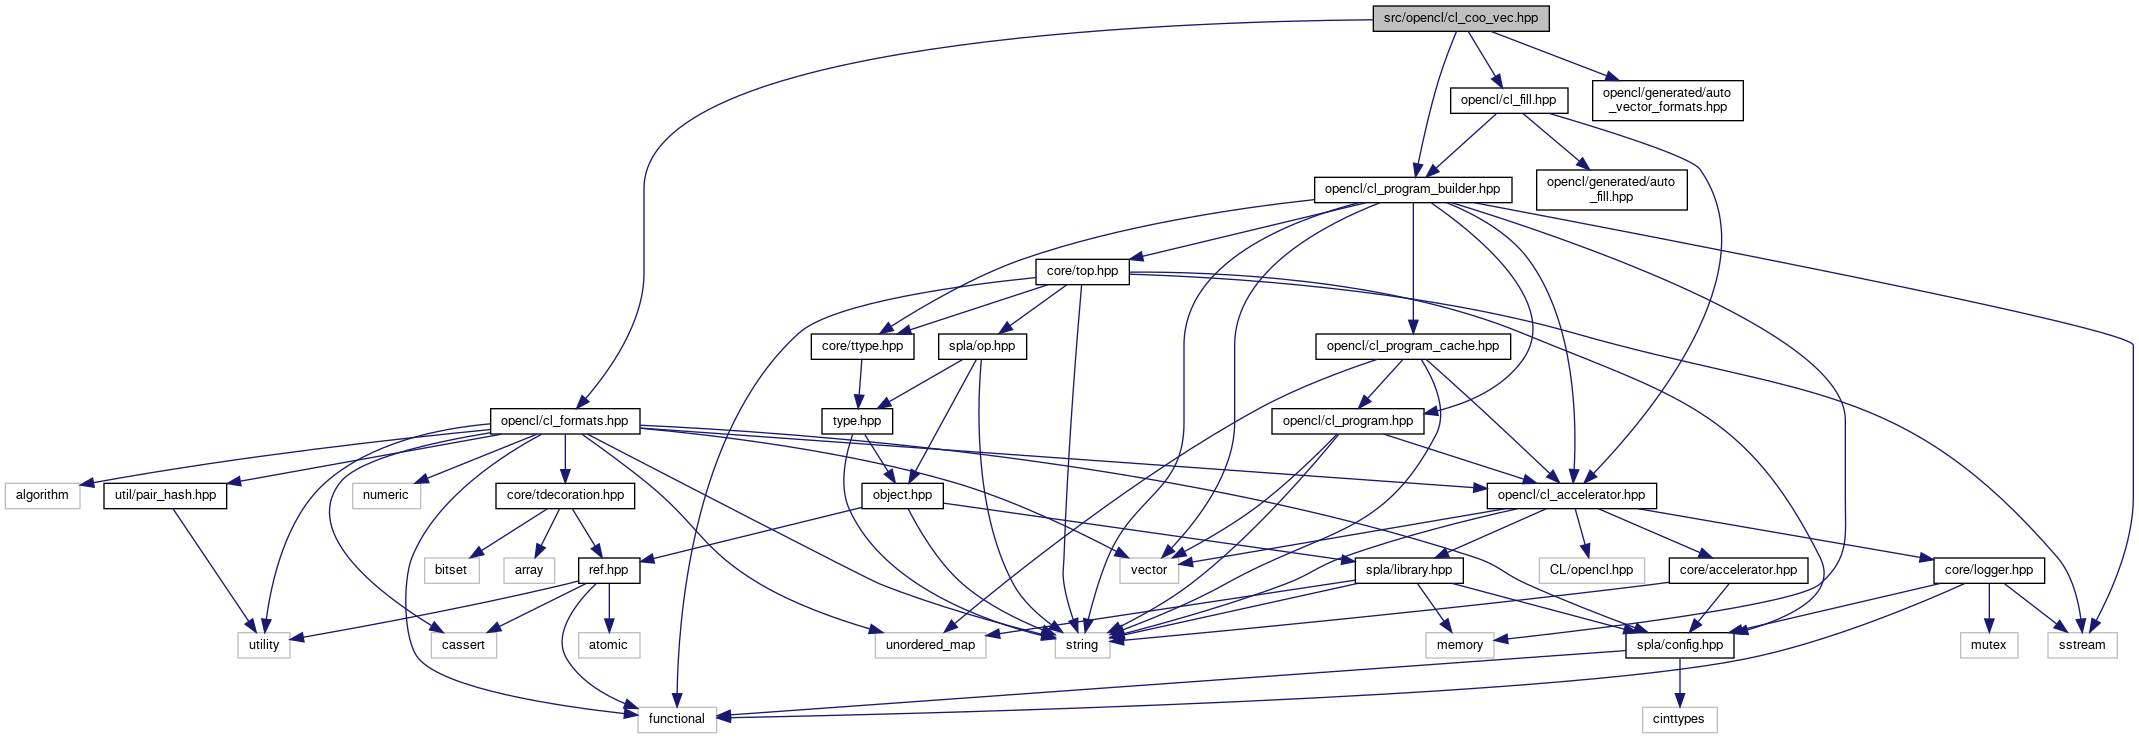 src/opencl/cl_coo_vec.hpp
opencl/cl_fill.hpp
opencl/generated/auto
_vector_formats.hpp
opencl/cl_program_builder.hpp
opencl/generated/auto
_fill.hpp
core/top.hpp
core/ttype.hpp
spla/op.hpp
opencl/cl_program_cache.hpp
opencl/cl_formats.hpp
type.hpp
opencl/cl_program.hpp
algorithm
util/pair_hash.hpp
numeric
core/tdecoration.hpp
object.hpp
opencl/cl_accelerator.hpp
bitset
array
ref.hpp
vector
spla/library.hpp
CL/opencl.hpp
core/accelerator.hpp
core/logger.hpp
utility
cassert
atomic
unordered_map
string
memory
spla/config.hpp
mutex
sstream
functional
cinttypes